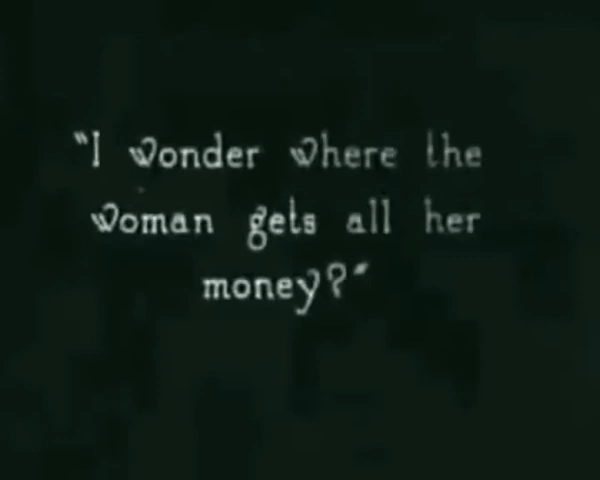 "I wonder where the
woman gets all her
money?"